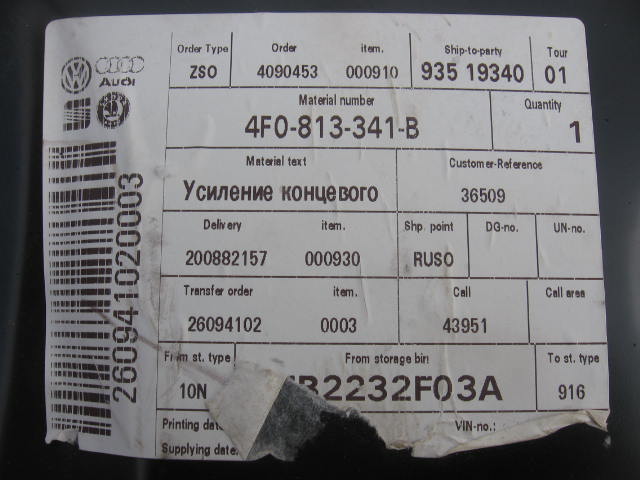 Order Type Order item. Ship-to-party Tour
ZSO 4090453 000910 935 19340 01
Audi
Material number Quantity
4F0-813-341-B 1
Material text Customer-Reference
Усиление концевого 36509
Delivery item. Shp. point DG-no. UN-no.
200882157 000930 RUSO
Transfer order item. Call Call area
26094102 0003 43951
From st. type From storage bin: To st. type
10N B2232F03A 916
Printing date
VIN-no.:
Supplying date
260941020003